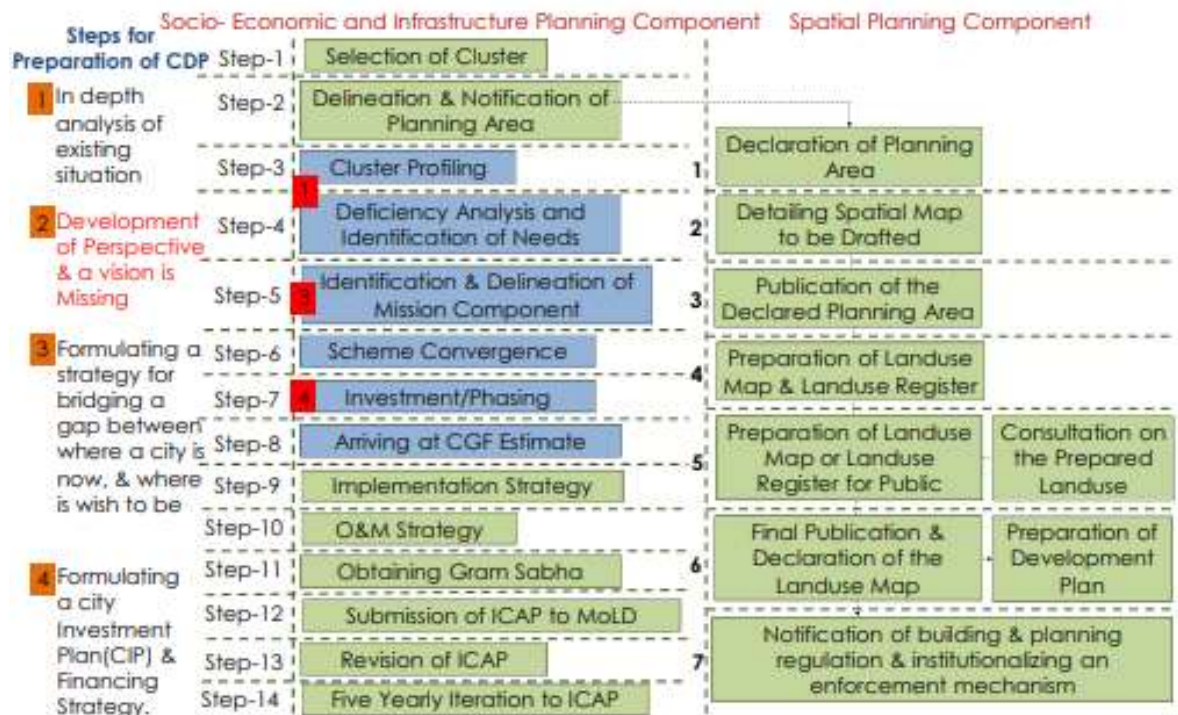 Socio- Economic and Infrastructure Planning Component
Spatial Planning Component
Steps for
Preparation of CDP
1 In depth
analysis of
existing
situation
2 Development
of Perspective
& a vision is
Missing
3 Formulating a
strategy for
bridging a
gap between
where a city is
now, & where
is wish to be
4 Formulating
a city
Investment
Plan(CIP) &
Financing
Strategy.
Step-1
Selection of Cluster
Step-2
Delineation & Notification of
Planning Area
Step-3
Cluster Profiling
1
Step-4
Deficiency Analysis and
Identification of Needs
Step-5
3
Identification & Delineation of
Mission Component
Step-6
Scheme Convergence
Step-7
4
Investment/Phasing
Step-8
Arriving at CGF Estimate
Step-9
Implementation Strategy
Step-10
O&M Strategy
Step-11
Obtaining Gram Sabha
Step-12
Submission of ICAP to MoLD
Step-13
Revision of ICAP
Step-14
Five Yearly Iteration to ICAP
1
Declaration of Planning
Area
2
Detailing Spatial Map
to be Drafted
3
Publication of the
Declared Planning Area
4
Preparation of Landuse
Map & Landuse Register
5
Preparation of Landuse
Map or Landuse
Register for Public
Consultation on
the Prepared
Landuse
6
Final Publication &
Declaration of the
Landuse Map
Preparation of
Development
Plan
7
Notification of building & planning
regulation & institutionalizing an
enforcement mechanism